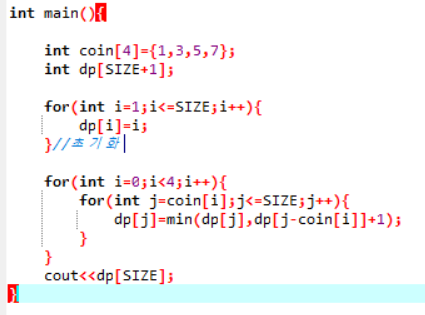 int main(){
int coin[4]={1,3,5,7};
int dp[SIZE+1];
for(int i=1;i<=SIZE;i++){
dp[i]=i;
}//초기화
for(int i=0;i<4;i++){
for(int j=coin[i];j<=SIZE;j++){
dp[j]=min(dp[j],dp[j-coin[i]]+1);
}
}
cout<<dp[SIZE];
}